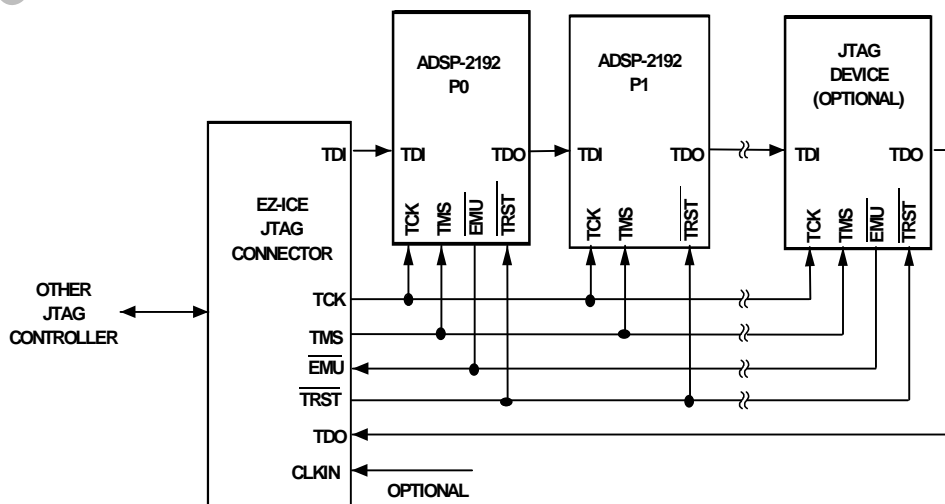 ADSP-2192
P0
ADSP-2192
P1
JTAG
DEVICE
(OPTIONAL)
TDI
TDI
TDO
TDI
TDO
TDI
TDO
TCK
TMS
EMU
TRST
TCK
TMS
TRST
TCK
TMS
EMU
TRST
EZ-ICE
JTAG
CONNECTOR
OTHER
JTAG
CONTROLLER
TCK
TMS
EMU
TRST
TDO
CLKIN
OPTIONAL